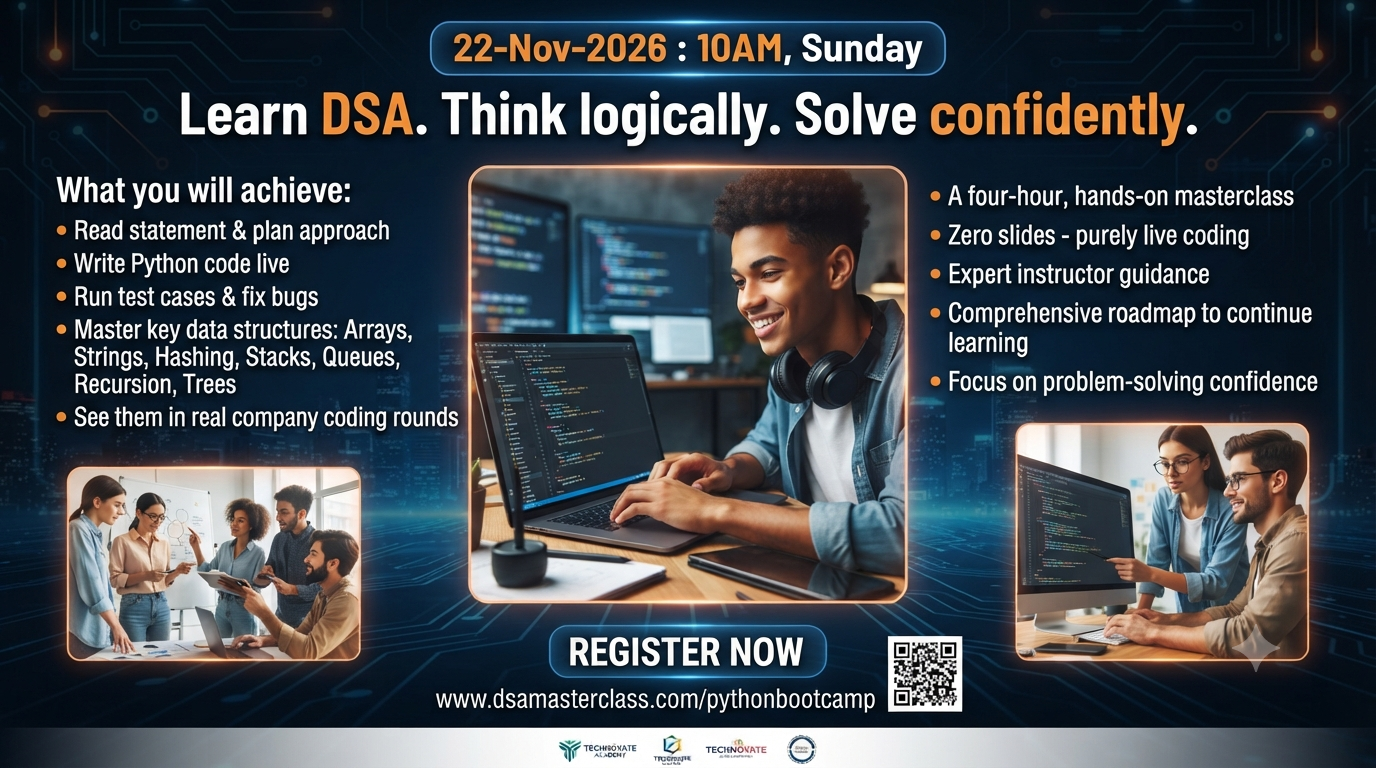 22-Nov-2026 : 10AM, Sunday
Learn DSA. Think logically. Solve confidently.
What you will achieve:
• Read statement & plan approach
• Write Python code live
• Run test cases & fix bugs
• Master key data structures: Arrays,
Strings, Hashing, Stacks, Queues,
Recursion, Trees
• See them in real company coding rounds
• A four-hour, hands-on masterclass
• Zero slides - purely live coding
• Expert instructor guidance
• Comprehensive roadmap to continue
learning
• Focus on problem-solving confidence
REGISTER NOW
www.dsamasterclass.com/pythonbootcamp
TECHNOVATE
TECHNOVATE